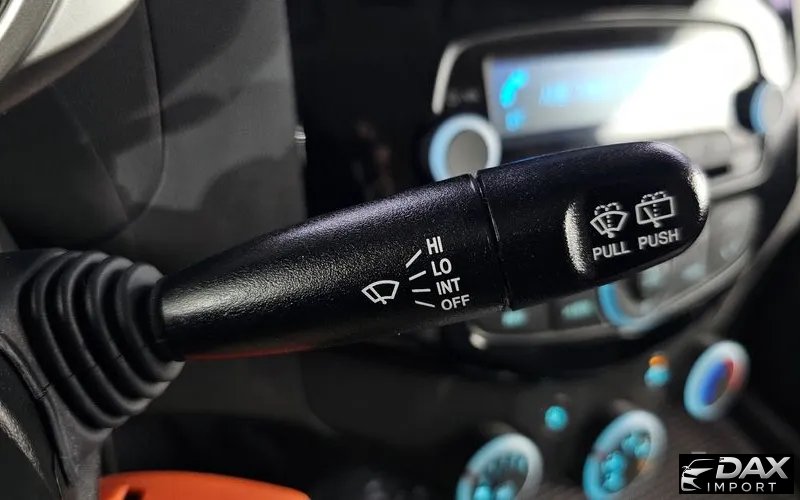 HI
LO
INT
OFF
PULL PUSH
DAX
IMPORT